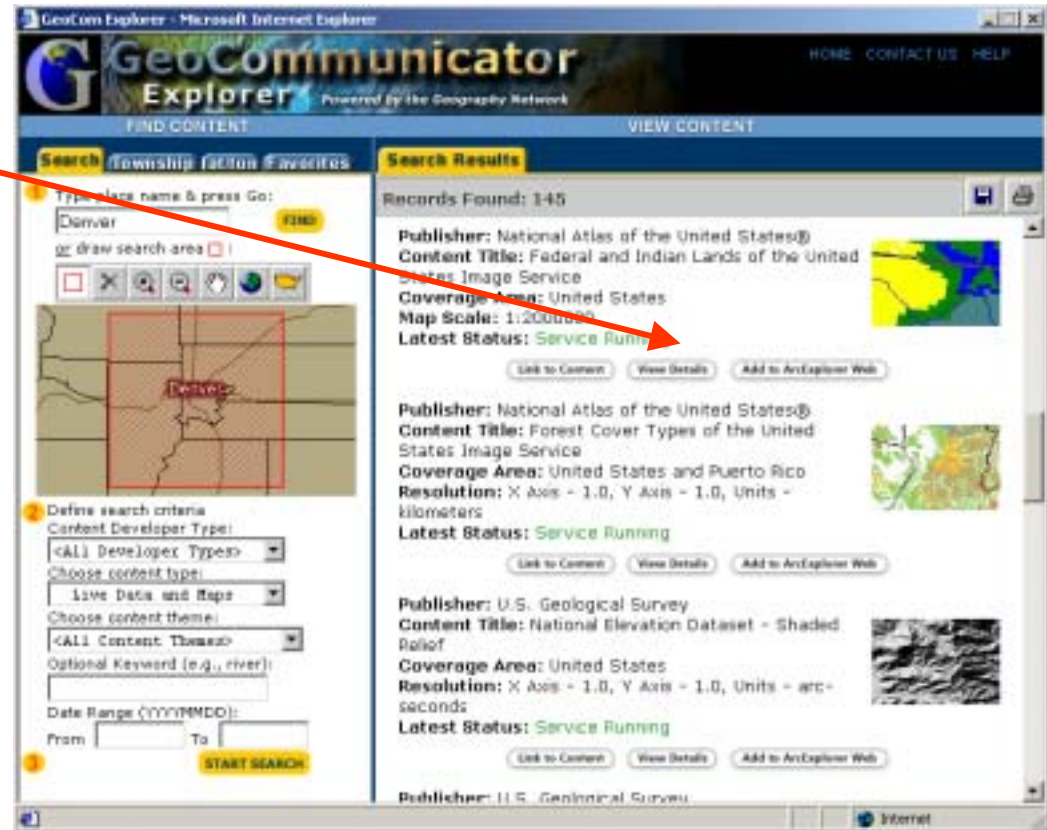 GeoCom Explorer - Microsoft Internet Explorer
GeoCommunicator
Explorer Powered by the Geography Network
HOME CONTACT US HELP
FIND CONTENT
VIEW CONTENT
Search Township Favorites
Search Results
1 Type place name & press Go:
Denver
FIND
or draw search area :
Denver
2 Define search criteria
Content Developer Type:
<All Developer Types>
Choose content type:
Live Data and Maps
Choose content theme:
<All Content Themes>
Optional Keyword (e.g., river):
Date Range (YYYYMMDD):
From To
3 START SEARCH
Records Found: 145
Publisher: National Atlas of the United States®
Content Title: Federal and Indian Lands of the United
States Image Service
Coverage Area: United States
Map Scale: 1:2000000
Latest Status: Service Running
Link to Content View Details Add to ArcExplorer Web
Publisher: National Atlas of the United States®
Content Title: Forest Cover Types of the United
States Image Service
Coverage Area: United States and Puerto Rico
Resolution: X Axis - 1.0, Y Axis - 1.0, Units -
kilometers
Latest Status: Service Running
Link to Content View Details Add to ArcExplorer Web
Publisher: U.S. Geological Survey
Content Title: National Elevation Dataset - Shaded
Relief
Coverage Area: United States
Resolution: X Axis - 1.0, Y Axis - 1.0, Units - arc-
seconds
Latest Status: Service Running
Link to Content View Details Add to ArcExplorer Web
Publisher: U.S. Geological Survey
Internet